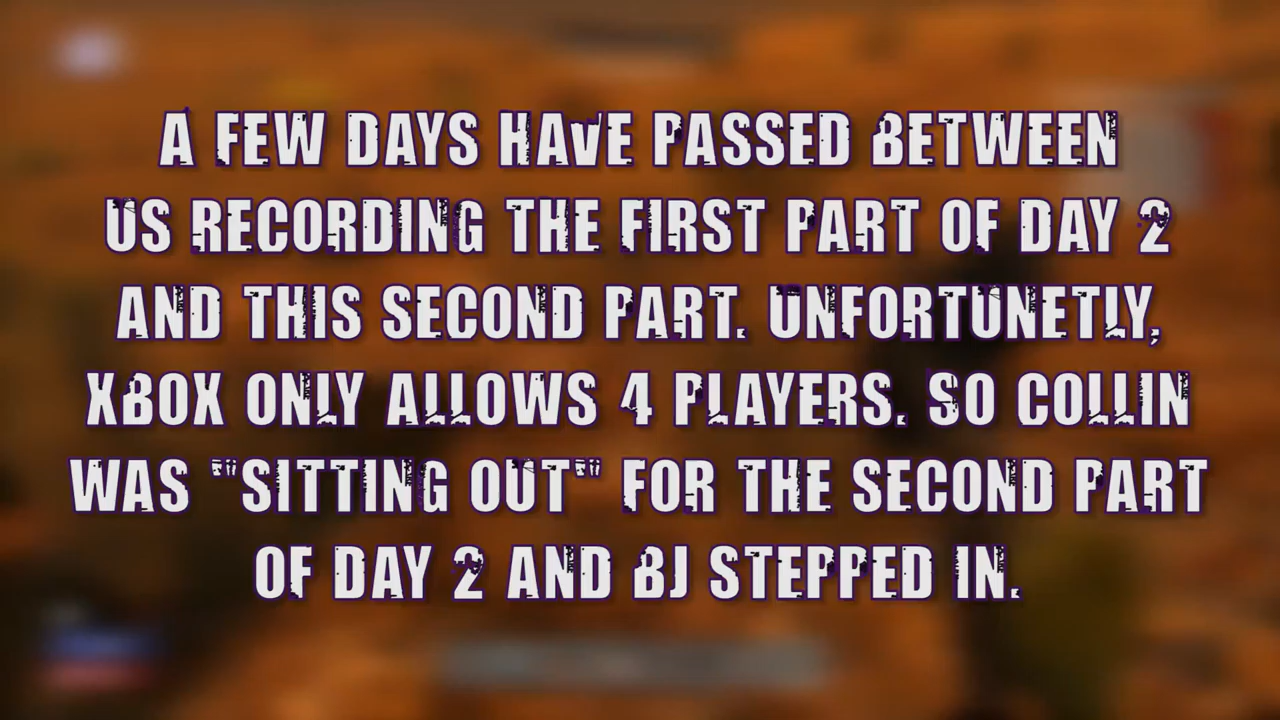 A FEW DAYS HAVE PASSED BETWEEN
US RECORDING THE FIRST PART OF DAY 2
AND THIS SECOND PART. UNFORTUNETLY,
XBOX ONLY ALLOWS 4 PLAYERS. SO COLLIN
WAS "SITTING OUT" FOR THE SECOND PART
OF DAY 2 AND BJ STEPPED IN.